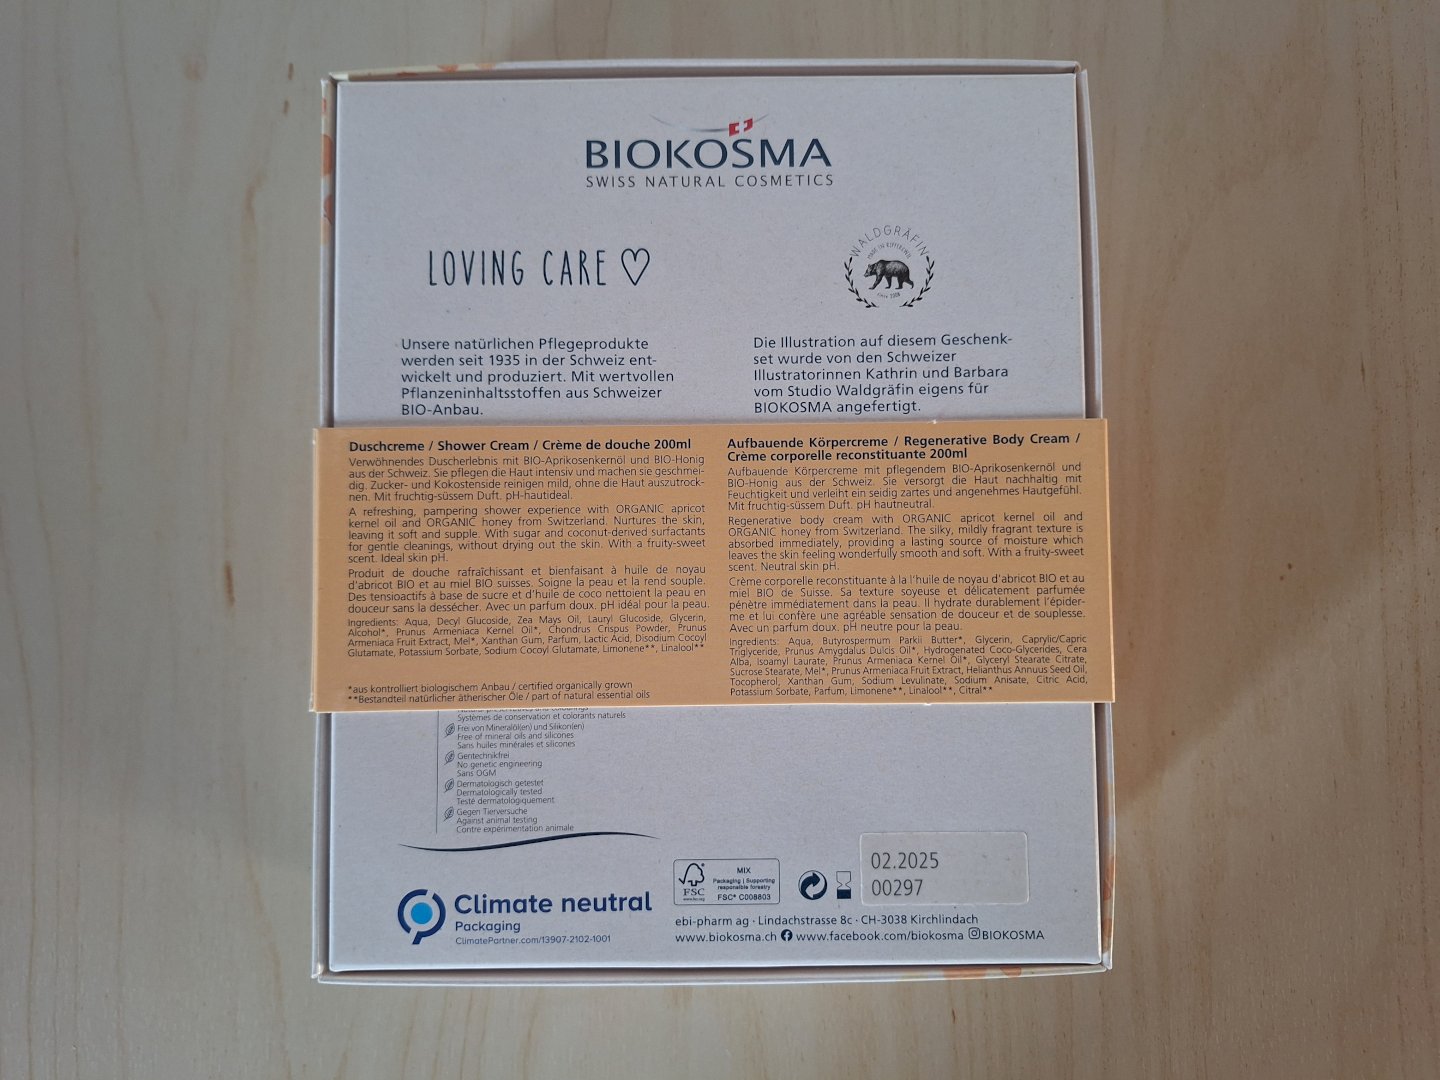 BIOKOSMA
SWISS NATURAL COSMETICS
LOVING CARE
Unsere natürlichen Pflegeprodukte
werden seit 1935 in der Schweiz ent-
wickelt und produziert. Mit wertvollen
Pflanzeninhaltsstoffen aus Schweizer
BIO-Anbau.
WALDGRÄFIN
Die Illustration auf diesem Geschenk-
set wurde von den Schweizer
Illustratorinnen Kathrin und Barbara
vom Studio Waldgräfin eigens für
BIOKOSMA angefertigt.
Duschcreme / Shower Cream / Crème de douche 200ml
Verwöhnendes Duscherlebnis mit BIO-Aprikosenkernöl und BIO-Honig
aus der Schweiz. Sie pflegen die Haut intensiv und machen sie geschmei-
dig. Zucker- und Kokostenside reinigen mild, ohne die Haut auszutrock-
nen. Mit fruchtig-süssem Duft. pH-hautideal.
A refreshing, pampering shower experience with ORGANIC apricot
kernel oil and ORGANIC honey from Switzerland. Nurtures the skin,
leaving it soft and supple. With sugar and coconut-derived surfactants
for gentle cleanings, without drying out the skin. With a fruity-sweet
scent. Ideal skin pH.
Produit de douche rafraîchissant et bienfaisant à huile de noyau
d'abricot BIO et au miel BIO suisses. Soigne la peau et la rend souple.
Des tensioactifs à base de sucre et d'huile de coco nettoient la peau en
douceur sans la dessécher. Avec un parfum doux. pH idéal pour la peau.
Ingredients: Aqua, Decyl Glucoside, Zea Mays Oil, Lauryl Glucoside, Glycerin,
Alcohol*, Prunus Armeniaca Kernel Oil*, Chondrus Crispus Powder, Prunus
Armeniaca Fruit Extract, Mel*, Xanthan Gum, Parfum, Lactic Acid, Disodium Cocoyl
Glutamate, Potassium Sorbate, Sodium Cocoyl Glutamate, Limonene**, Linalool**
*aus kontrolliert biologischem Anbau / certified organically grown
**Bestandteil natürlicher ätherischer Öle / part of natural essential oils
Aufbauende Körpercreme / Regenerative Body Cream /
Crème corporelle reconstituante 200ml
Aufbauende Körpercreme mit pflegendem BIO-Aprikosenkernöl und
BIO-Honig aus der Schweiz. Sie versorgt die Haut nachhaltig mit
Feuchtigkeit und verleiht ein seidig zartes und angenehmes Hautgefühl.
Mit fruchtig-süssem Duft. pH hautneutral.
Regenerative body cream with ORGANIC apricot kernel oil and
ORGANIC honey from Switzerland. The silky, mildly fragrant texture is
absorbed immediately, providing a lasting source of moisture which
leaves the skin feeling wonderfully smooth and soft. With a fruity-sweet
scent. Neutral skin pH.
Crème corporelle reconstituante à la l'huile de noyau d'abricot BIO et au
miel BIO de Suisse. Sa texture soyeuse et délicatement parfumée
pénètre immédiatement dans la peau. Il hydrate durablement l'épider-
me et lui confère une agréable sensation de douceur et de souplesse.
Avec un parfum doux. pH neutre pour la peau.
Ingredients: Aqua, Butyrospermum Parkii Butter*, Glycerin, Caprylic/Capric
Triglyceride, Prunus Amygdalus Dulcis Oil*, Hydrogenated Coco-Glycerides, Cera
Alba, Isoamyl Laurate, Prunus Armeniaca Kernel Oil*, Glyceryl Stearate Citrate,
Sucrose Stearate, Mel*, Prunus Armeniaca Fruit Extract, Helianthus Annuus Seed Oil,
Tocopherol, Xanthan Gum, Sodium Levulinate, Sodium Anisate, Citric Acid,
Potassium Sorbate, Parfum, Limonene**, Linalool**, Citral**
Systèmes de conservation et colorants naturels
Frei von Mineralöl(en) und Silikon(en)
Free of mineral oils and silicones
Sans huiles minérales et silicones
Gentechnikfrei
No genetic engineering
Sans OGM
Dermatologisch getestet
Dermatologically tested
Testé dermatologiquement
Gegen Tierversuche
Against animal testing
Contre expérimentation animale
Climate neutral
Packaging
ClimatePartner.com/13907-2102-1001
FSC
MIX
Packaging | Supporting
responsible forestry
FSC® C008803
02.2025
00297
ebi-pharm ag · Lindachstrasse 8c · CH-3038 Kirchlindach
www.biokosma.ch www.facebook.com/biokosma BIOKOSMA